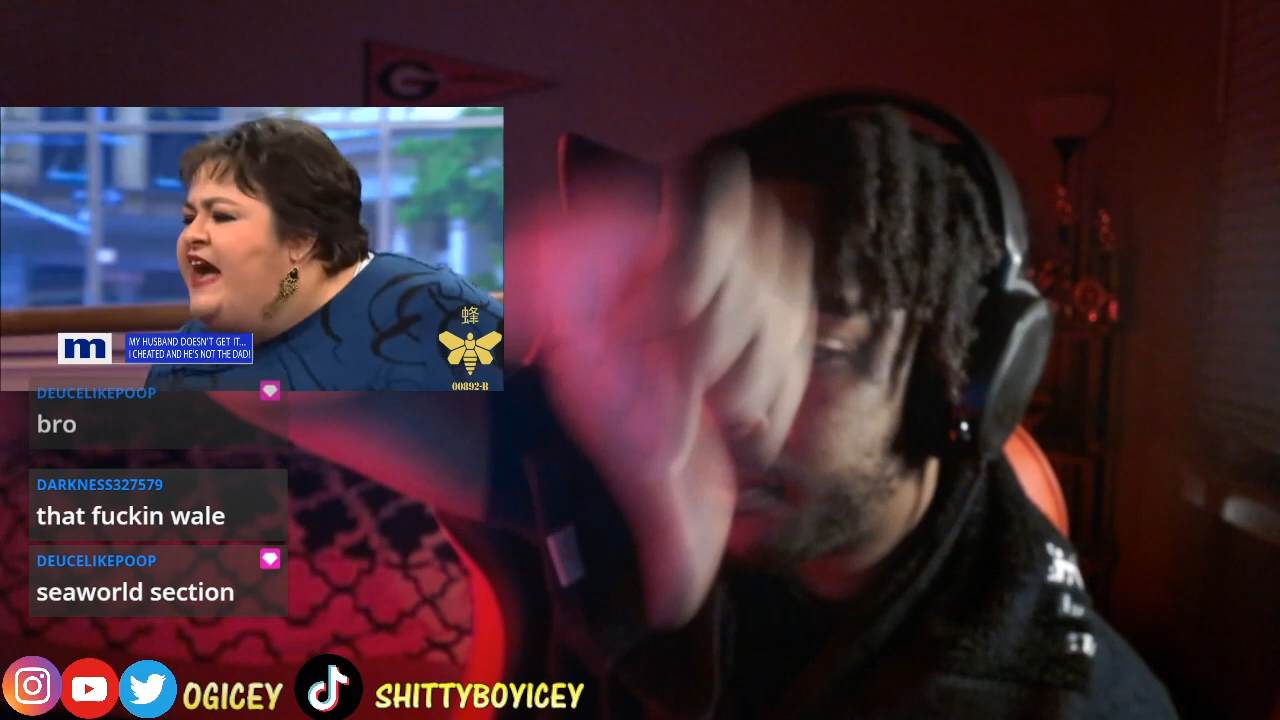 G
蜂
m
MY HUSBAND DOESN'T GET IT...
I CHEATED AND HE'S NOT THE DAD!
00892-B
DEUCELIKEPOOP
bro
DARKNESS327579
that fuckin wale
DEUCELIKEPOOP
seaworld section
OGICEY
SHITTYBOYICEY